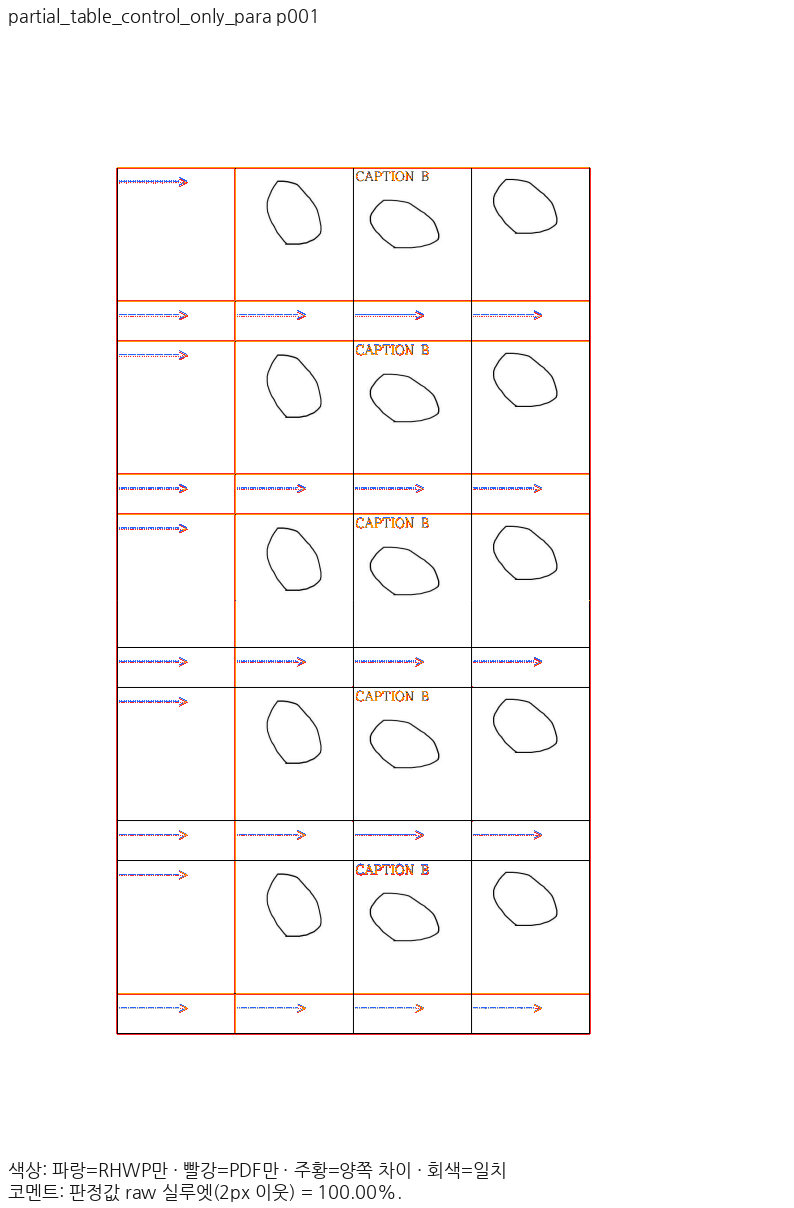 partial_table_control_only_para p001
CAPTION B
CAPTION B
CAPTION B
CAPTION B
CAPTION B
색상: 파랑=RHWP만 · 빨강=PDF만 · 주황=양쪽 차이 · 회색=일치
코멘트: 판정값 raw 실루엣(2px 이웃) = 100.00%.